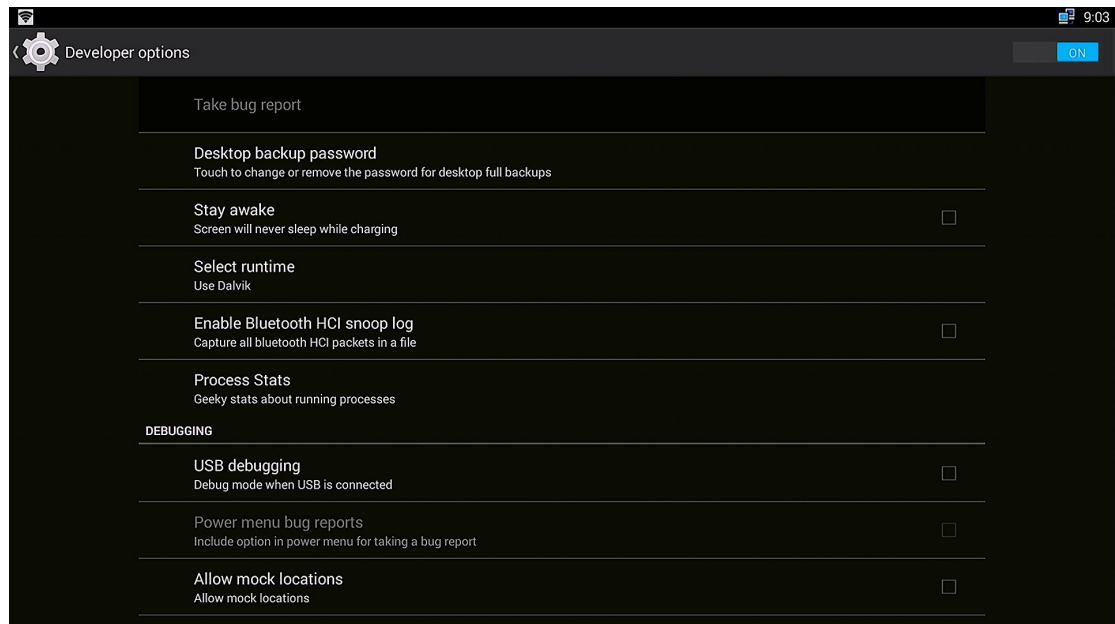 9:03
Developer options
ON
Take bug report
Desktop backup password
Touch to change or remove the password for desktop full backups
Stay awake
Screen will never sleep while charging
Select runtime
Use Dalvik
Enable Bluetooth HCI snoop log
Capture all bluetooth HCI packets in a file
Process Stats
Geeky stats about running processes
DEBUGGING
USB debugging
Debug mode when USB is connected
Power menu bug reports
Include option in power menu for taking a bug report
Allow mock locations
Allow mock locations